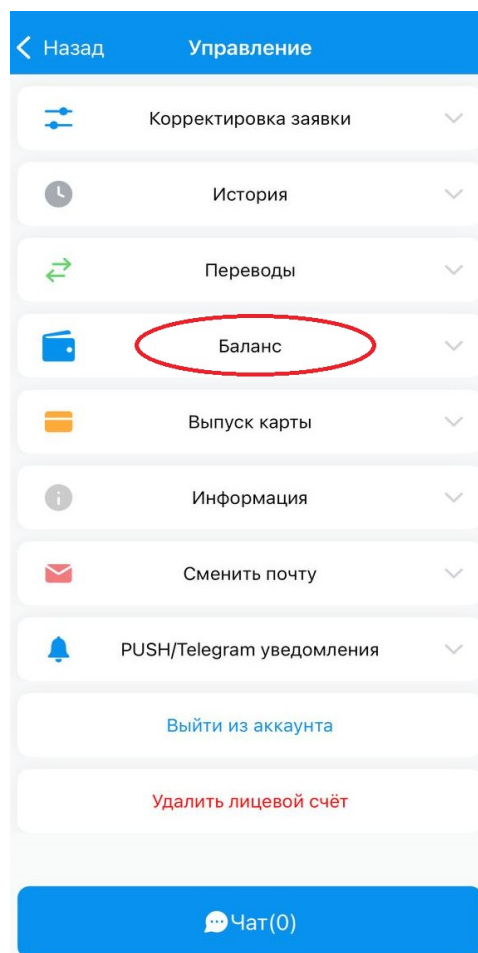 Назад
Управление
Корректировка заявки
История
Переводы
Баланс
Выпуск карты
Информация
Сменить почту
PUSH/Telegram уведомления
Выйти из аккаунта
Удалить лицевой счёт
Чат(0)